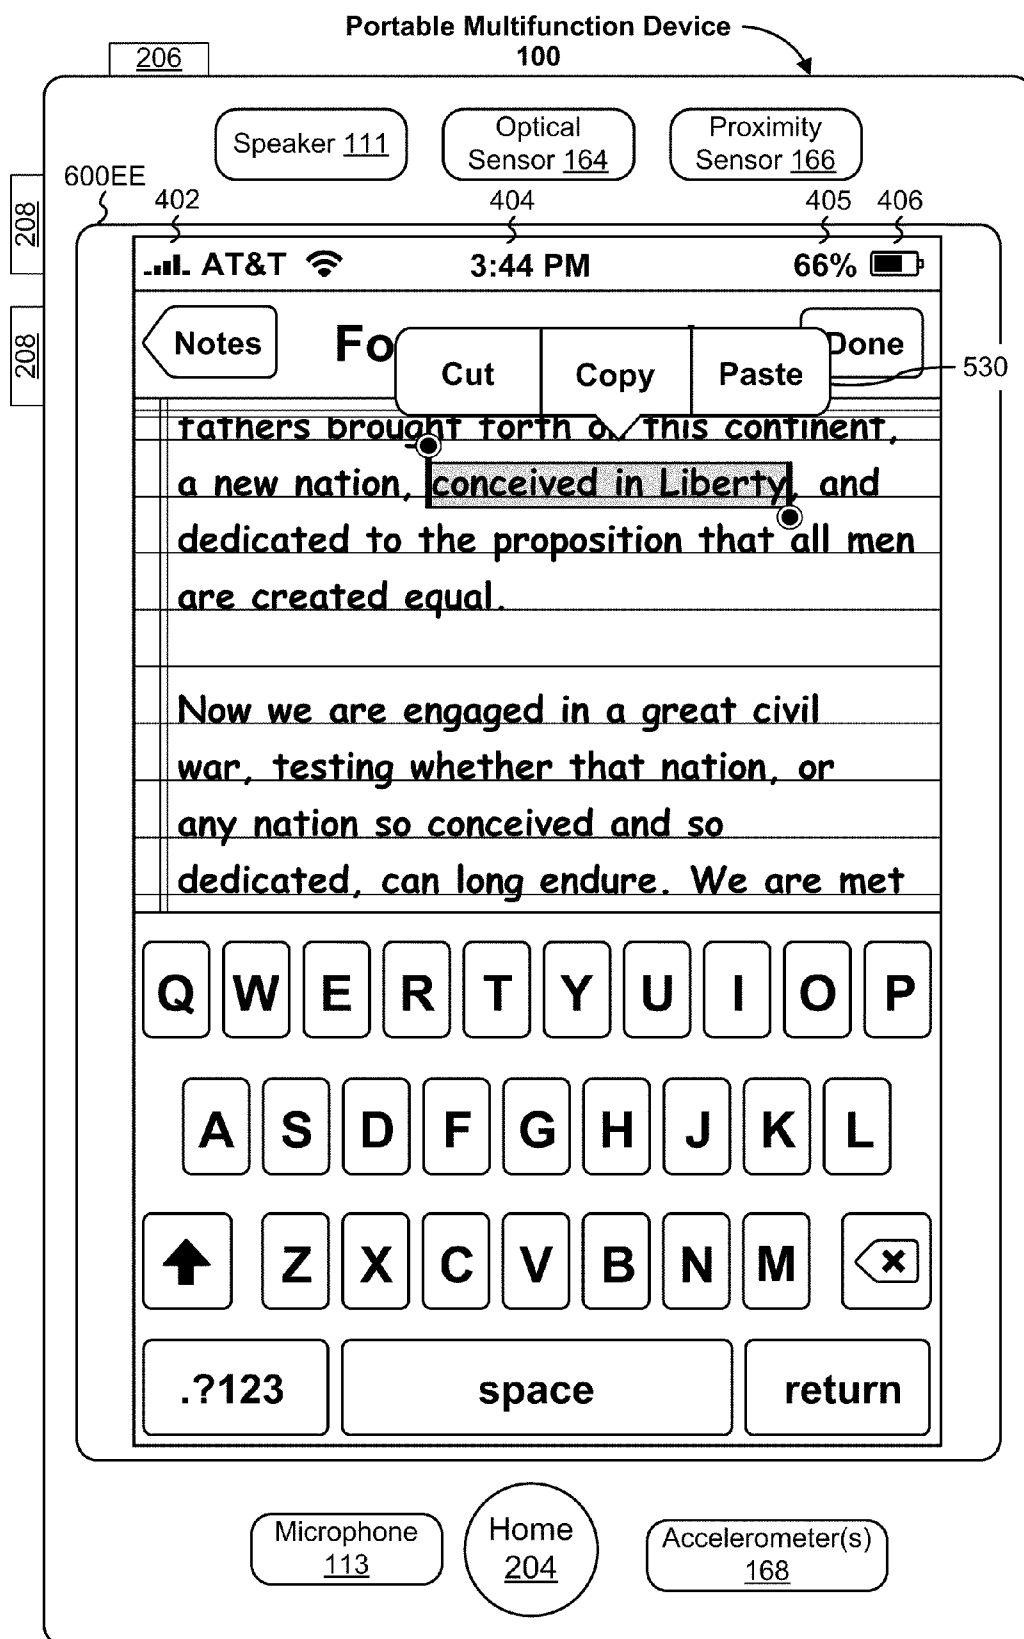 Portable Multifunction Device
100
206
Speaker 111
Optical
Sensor 164
Proximity
Sensor 166
600EE
402
404
405
406
208
AT&T
3:44 PM
66%
208
Notes
Fo
Done
Cut
Copy
Paste
530
fathers brought forth on this continent,
a new nation, conceived in Liberty, and
dedicated to the proposition that all men
are created equal.
Now we are engaged in a great civil
war, testing whether that nation, or
any nation so conceived and so
dedicated, can long endure. We are met
Q W E R T Y U I O P
A S D F G H J K L
Z X C V B N M
.?123
space
return
Microphone
113
Home
204
Accelerometer(s)
168